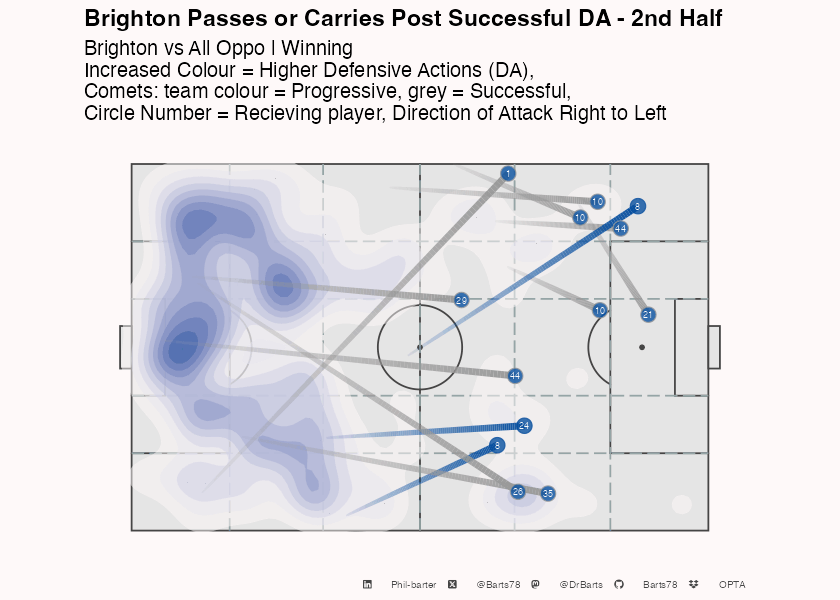 Brighton Passes or Carries Post Successful DA - 2nd Half
Brighton vs All Oppo | Winning
Increased Colour = Higher Defensive Actions (DA),
Comets: team colour = Progressive, grey = Successful,
Circle Number = Recieving player, Direction of Attack Right to Left
1
10
8
10
44
29
10
21
44
24
8
26
35
Phil-barter @Barts78 @DrBarts Barts78 OPTA